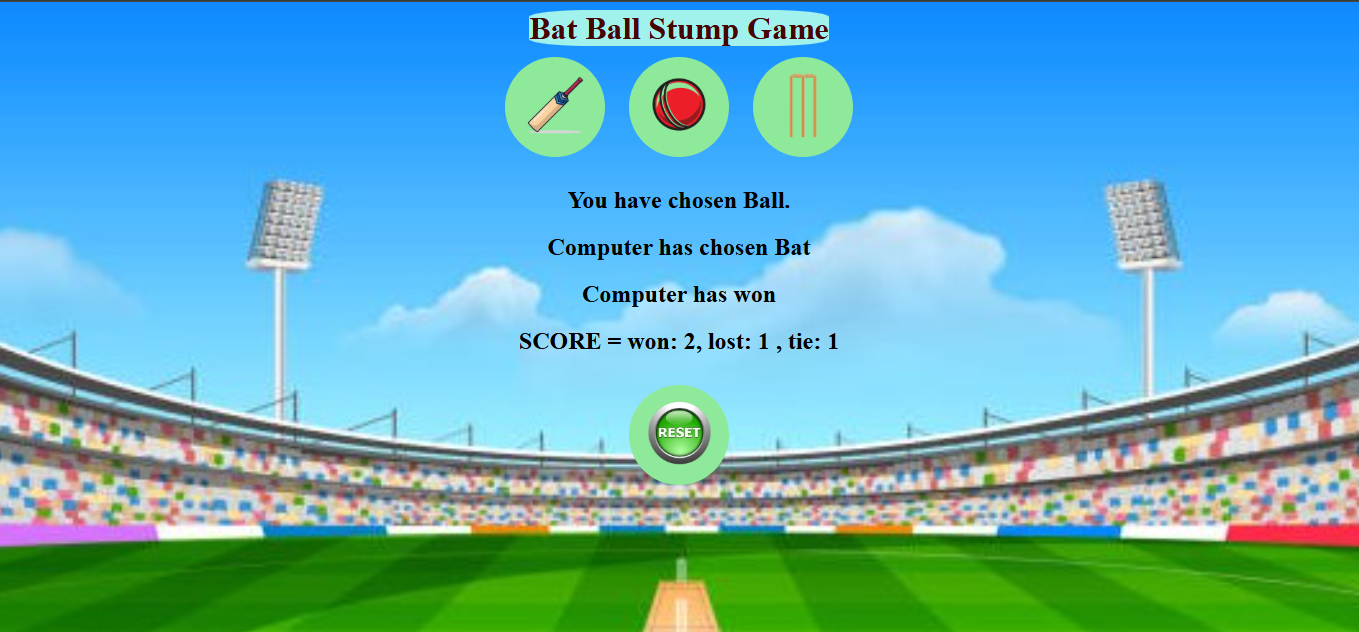 Bat Ball Stump Game
You have chosen Ball.
Computer has chosen Bat
Computer has won
SCORE = won: 2, lost: 1 , tie: 1
RESET